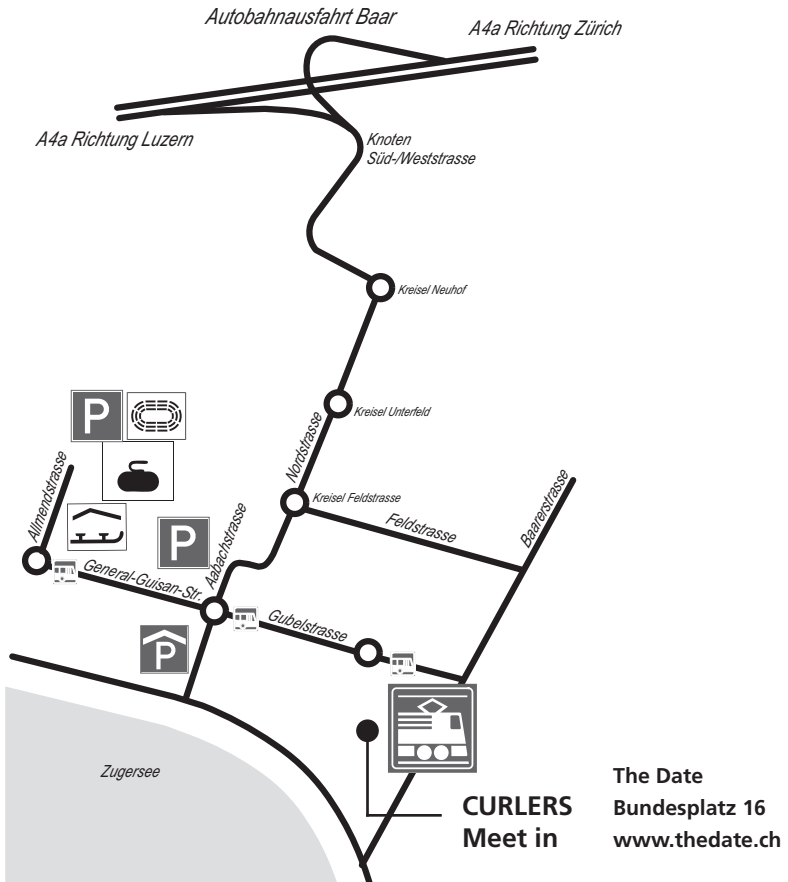 Autobahnausfahrt Baar
A4a Richtung Zürich
A4a Richtung Luzern
Knoten
Süd-/Weststrasse
Kreisel Neuhof
Kreisel Unterfeld
P
Nordstrasse
Allmendstrasse
Kreisel Feldstrasse
Baarerstrasse
Feldstrasse
P
Aabachstrasse
General-Guisan-Str.
Gubelstrasse
P
Zugersee
CURLERS
Meet in
The Date
Bundesplatz 16
www.thedate.ch